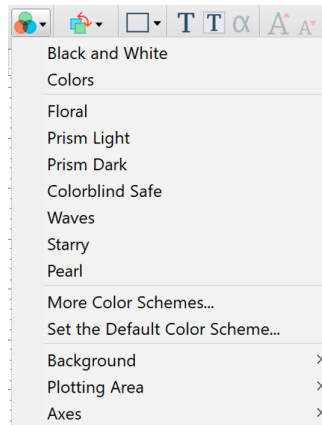 T T α A A
Black and White
Colors
Floral
Prism Light
Prism Dark
Colorblind Safe
Waves
Starry
Pearl
More Color Schemes...
Set the Default Color Scheme...
Background
Plotting Area
Axes